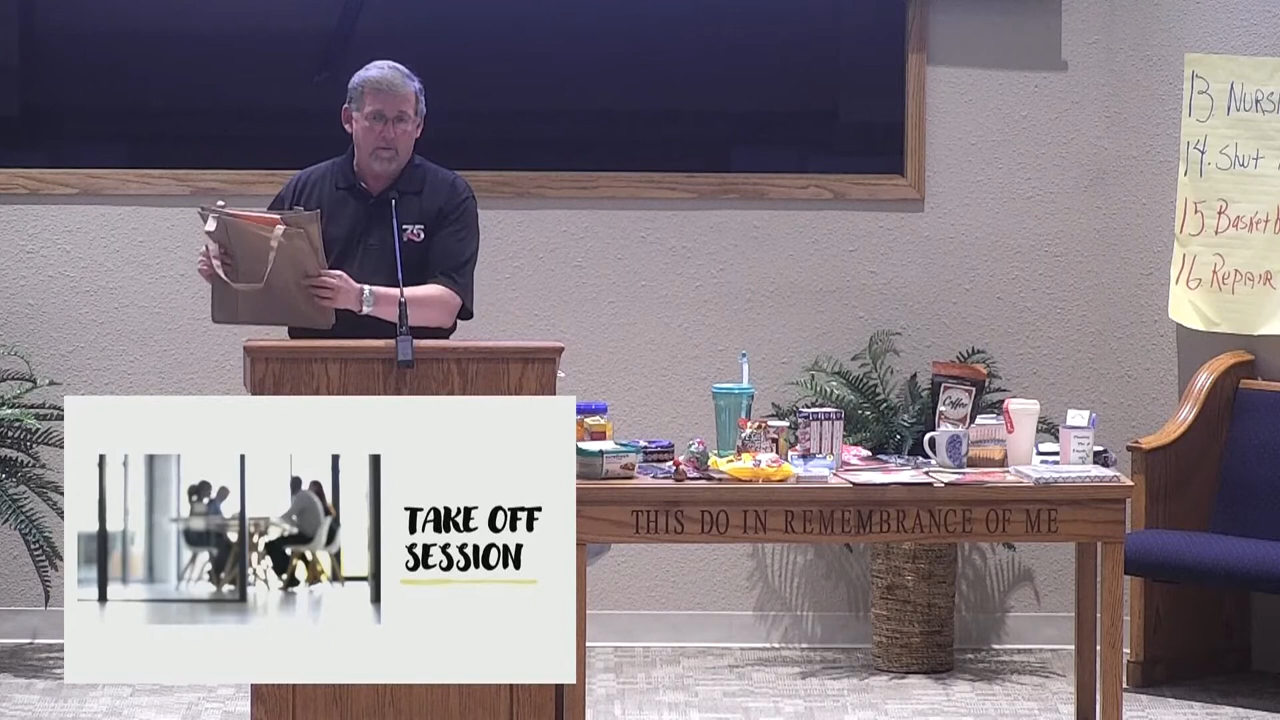 75
13. NURSI
14. Shut
15. Basket
16. REPAIR
Coffee
THIS DO IN REMEMBRANCE OF ME
TAKE OFF
SESSION